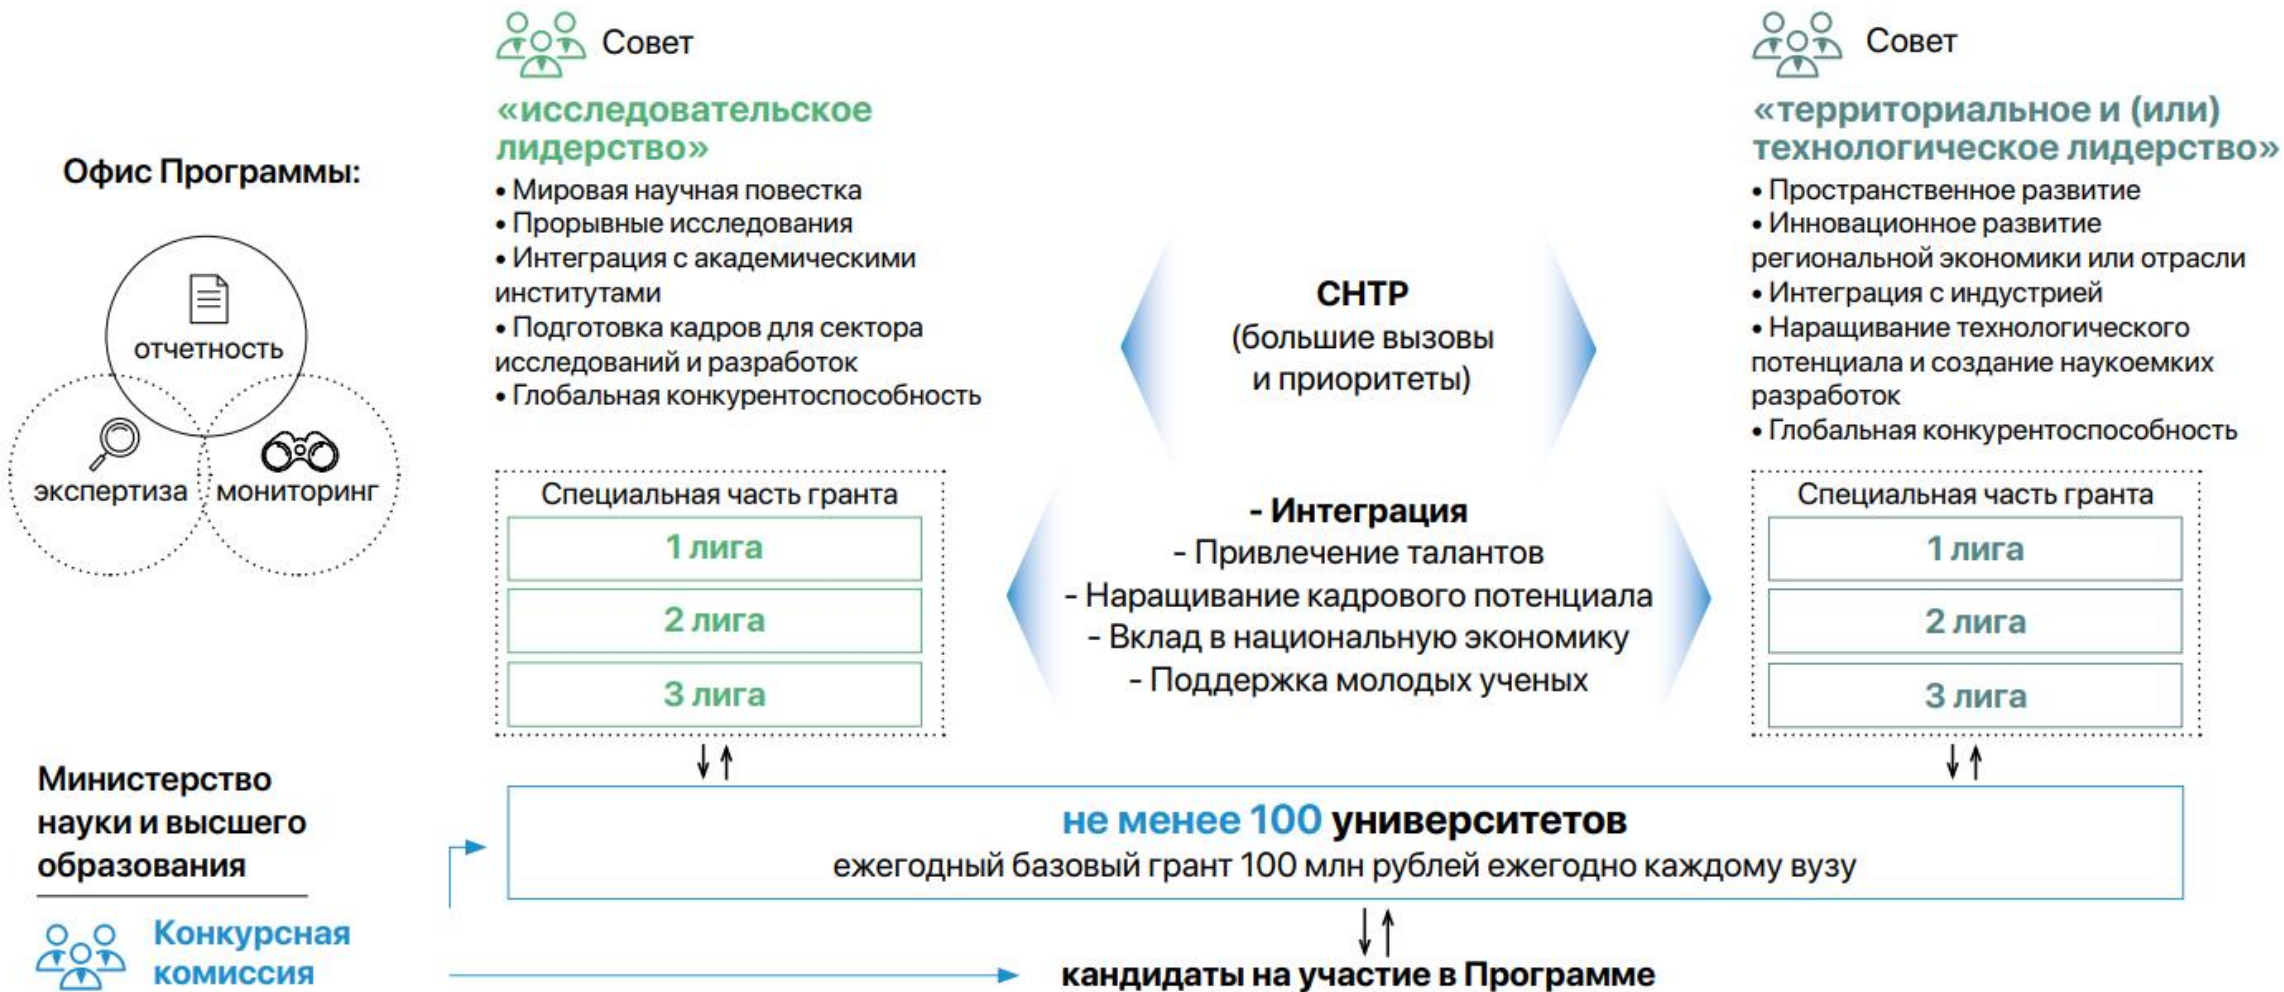 Офис Программы:
отчетность
экспертиза
мониторинг
Министерство
науки и высшего
образования
Конкурсная
комиссия
Совет
«исследовательское
лидерство»
• Мировая научная повестка
• Прорывные исследования
• Интеграция с академическими
институтами
• Подготовка кадров для сектора
исследований и разработок
• Глобальная конкурентоспособность
Специальная часть гранта
1 лига
2 лига
3 лига
СНТР
(большие вызовы
и приоритеты)
- Интеграция
- Привлечение талантов
- Наращивание кадрового потенциала
- Вклад в национальную экономику
- Поддержка молодых ученых
Совет
«территориальное и (или)
технологическое лидерство»
• Пространственное развитие
• Инновационное развитие
региональной экономики или отрасли
• Интеграция с индустрией
• Наращивание технологического
потенциала и создание наукоемких
разработок
• Глобальная конкурентоспособность
Специальная часть гранта
1 лига
2 лига
3 лига
не менее 100 университетов
ежегодный базовый грант 100 млн рублей ежегодно каждому вузу
кандидаты на участие в Программе